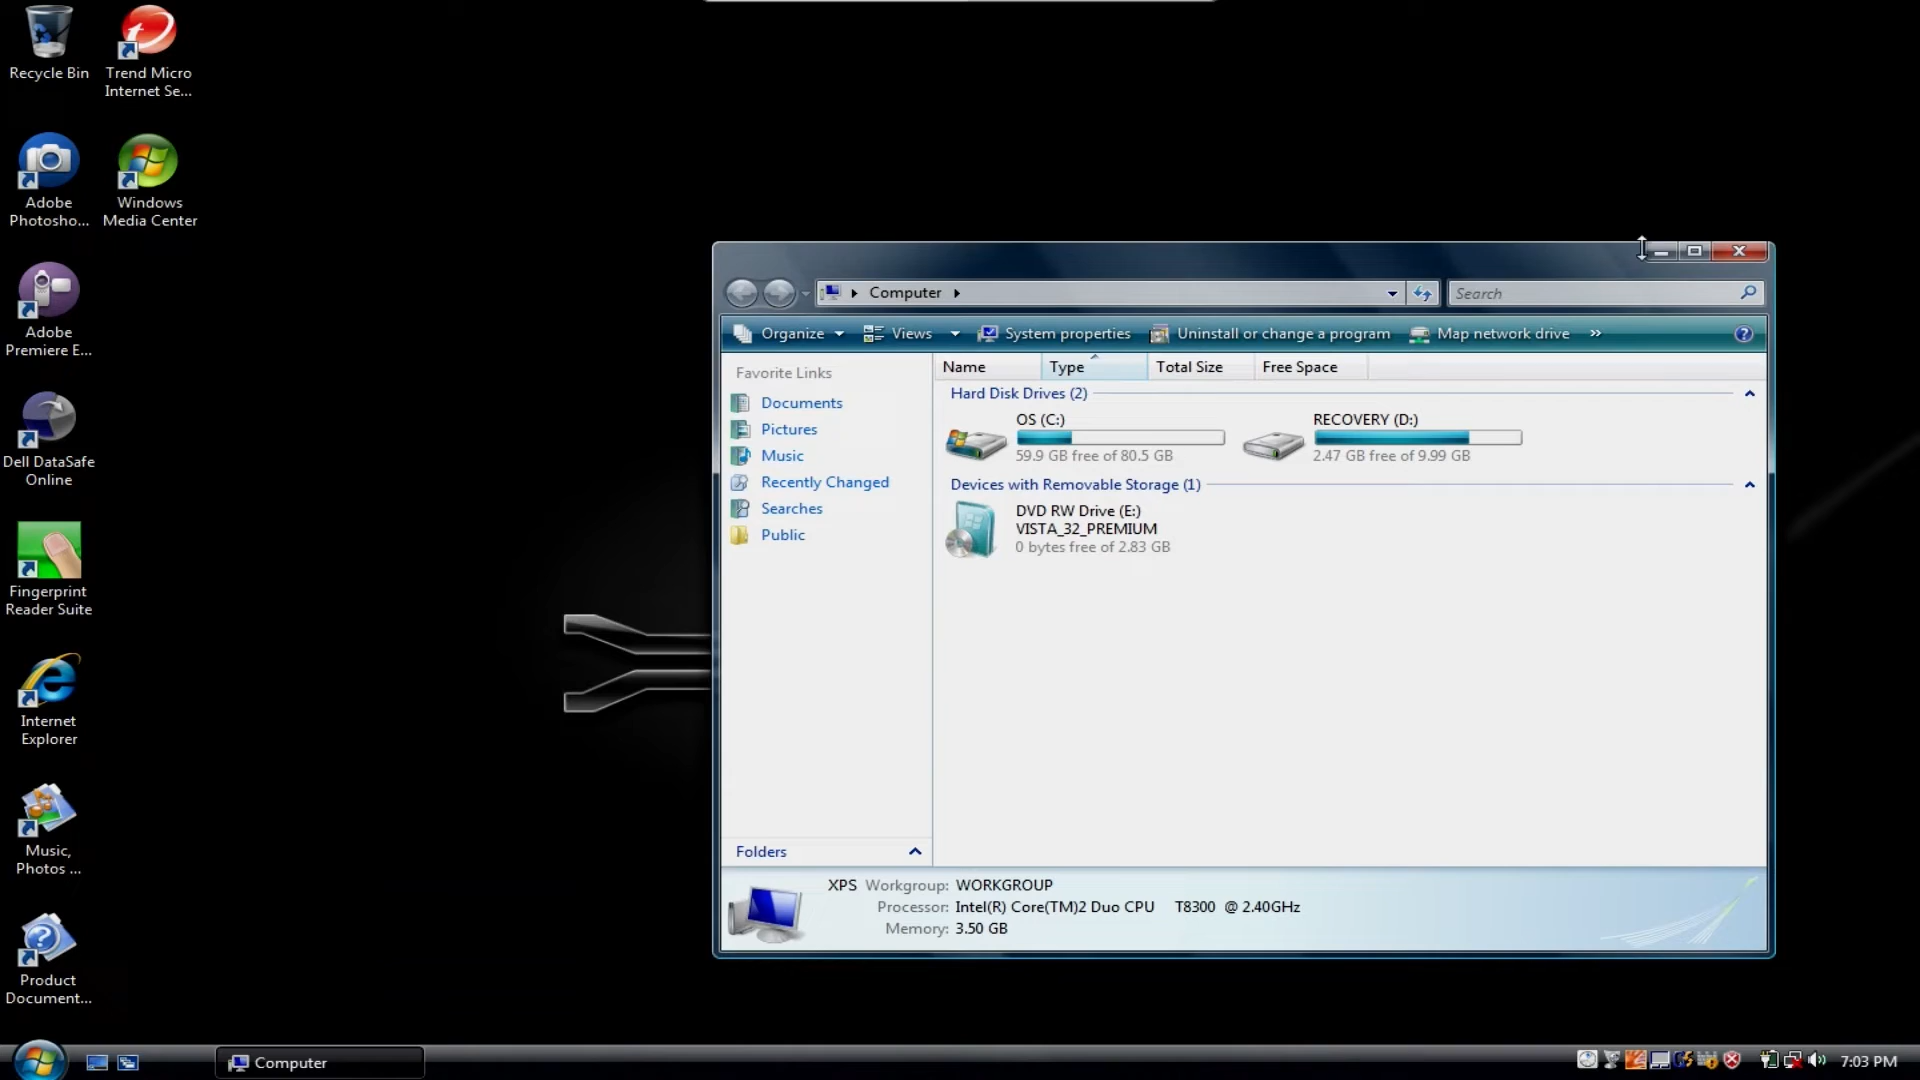 Recycle Bin
Trend Micro
Internet Se...
Adobe
Photosho...
Windows
Media Center
Adobe
Premiere E...
Dell DataSafe
Online
Fingerprint
Reader Suite
Internet
Explorer
Music,
Photos ...
Product
Document...
Computer
Search
Organize
Views
System properties
Uninstall or change a program
Map network drive
»
Favorite Links
Documents
Pictures
Music
Recently Changed
Searches
Public
Folders
Name
Type
Total Size
Free Space
Hard Disk Drives (2)
OS (C:)
59.9 GB free of 80.5 GB
RECOVERY (D:)
2.47 GB free of 9.99 GB
Devices with Removable Storage (1)
DVD RW Drive (E:)
VISTA_32_PREMIUM
0 bytes free of 2.83 GB
XPS Workgroup: WORKGROUP
Processor: Intel(R) Core(TM)2 Duo CPU T8300 @ 2.40GHz
Memory: 3.50 GB
Computer
7:03 PM